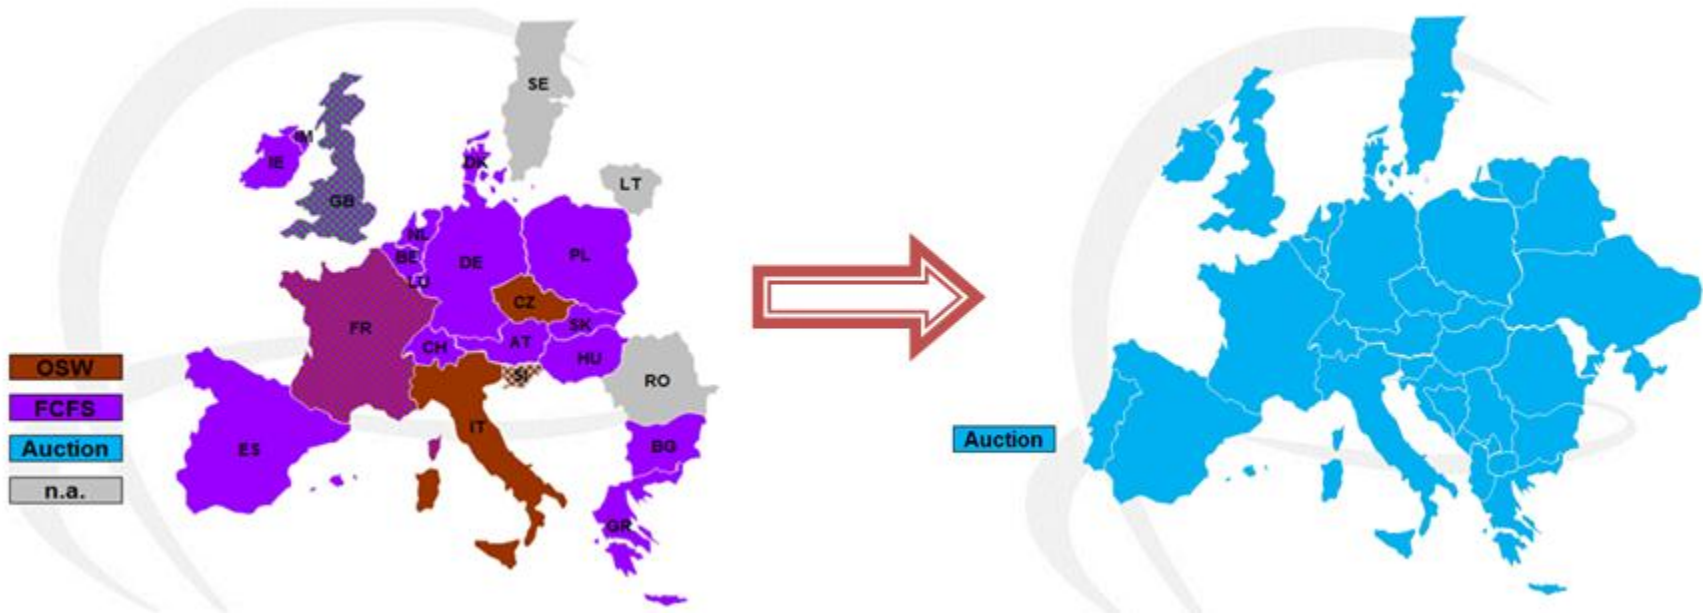 SE
IM
IE
DK
LT
GB
NL
BE
DE
PL
LU
CZ
FR
SK
CH
AT
HU
SI
RO
OSW
FCFS
Auction
n.a.
IT
ES
BG
GR
Auction